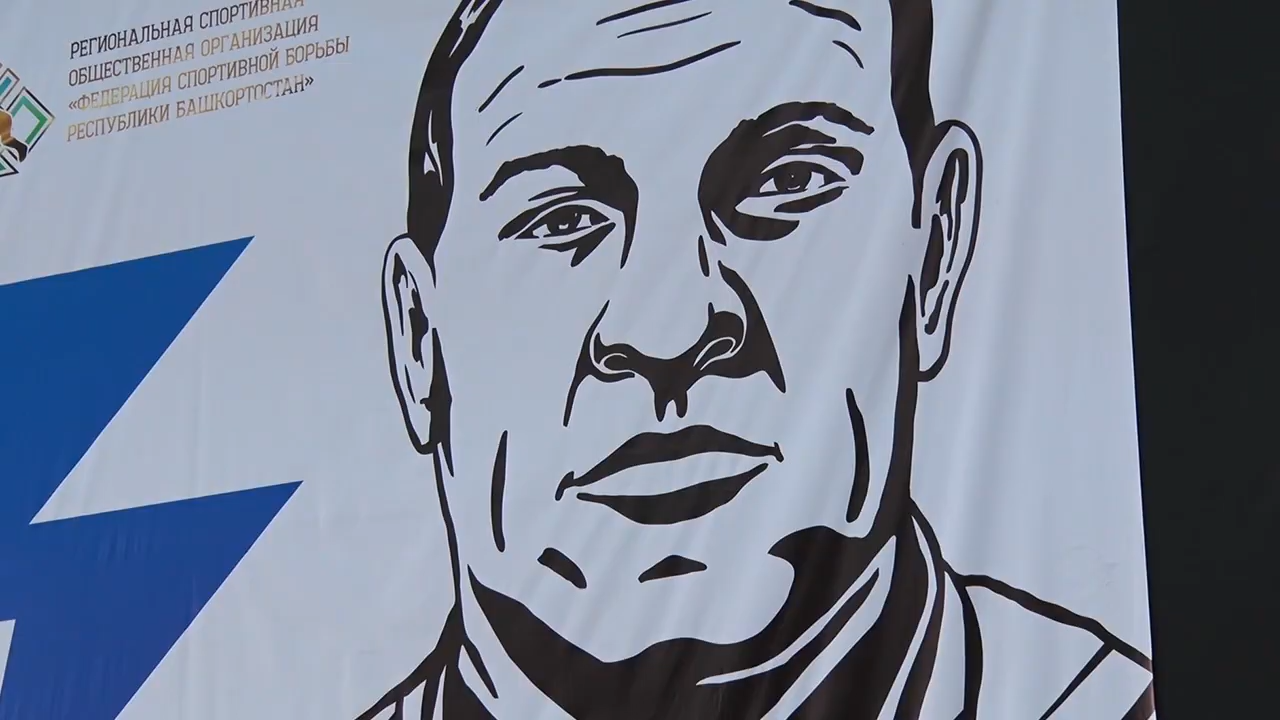 РЕГИОНАЛЬНАЯ СПОРТИВНАЯ
ОБЩЕСТВЕННАЯ ОРГАНИЗАЦИЯ
«ФЕДЕРАЦИЯ СПОРТИВНОЙ БОРЬБЫ
РЕСПУБЛИКИ БАШКОРТОСТАН»